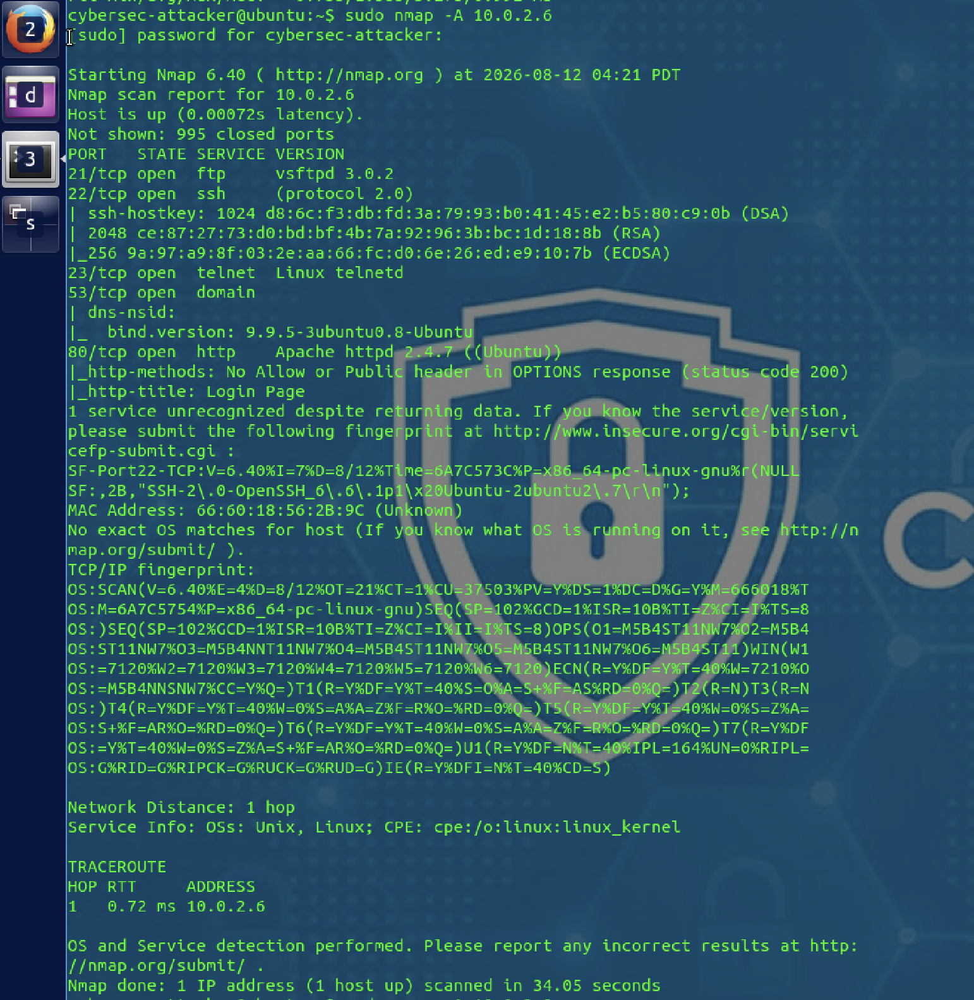 cybersec-attacker@ubuntu:~$ sudo nmap -A 10.0.2.6
[sudo] password for cybersec-attacker:
Starting Nmap 6.40 ( http://nmap.org ) at 2026-08-12 04:21 PDT
Nmap scan report for 10.0.2.6
Host is up (0.00072s latency).
Not shown: 995 closed ports
PORT   STATE SERVICE VERSION
21/tcp open  ftp     vsftpd 3.0.2
22/tcp open  ssh     (protocol 2.0)
| ssh-hostkey: 1024 d8:6c:f3:db:fd:3a:79:93:b0:41:45:e2:b5:80:c9:0b (DSA)
| 2048 ce:87:27:73:d0:bd:bf:4b:7a:92:96:3b:bc:1d:18:8b (RSA)
|_256 9a:97:a9:8f:03:2e:aa:66:fc:d0:6e:26:ed:e9:10:7b (ECDSA)
23/tcp open  telnet  Linux telnetd
53/tcp open  domain
| dns-nsid:
|_  bind.version: 9.9.5-3ubuntu0.8-Ubuntu
80/tcp open  http    Apache httpd 2.4.7 ((Ubuntu))
|_http-methods: No Allow or Public header in OPTIONS response (status code 200)
|_http-title: Login Page
1 service unrecognized despite returning data. If you know the service/version,
please submit the following fingerprint at http://www.insecure.org/cgi-bin/servi
cefp-submit.cgi :
SF-Port22-TCP:V=6.40%I=7%D=8/12%Time=6A7C573C%P=x86_64-pc-linux-gnu%r(NULL
SF:,2B,"SSH-2\.0-OpenSSH_6\.6\.1p1\x20Ubuntu-2ubuntu2\.7\r\n");
MAC Address: 66:60:18:56:2B:9C (Unknown)
No exact OS matches for host (If you know what OS is running on it, see http://n
map.org/submit/ ).
TCP/IP fingerprint:
OS:SCAN(V=6.40%E=4%D=8/12%OT=21%CT=1%CU=37503%PV=Y%DS=1%DC=D%G=Y%M=666018%T
OS:M=6A7C5754%P=x86_64-pc-linux-gnu)SEQ(SP=102%GCD=1%ISR=10B%TI=Z%CI=I%TS=8
OS:)SEQ(SP=102%GCD=1%ISR=10B%TI=Z%CI=I%II=I%TS=8)OPS(O1=M5B4ST11NW7%O2=M5B4
OS:ST11NW7%O3=M5B4NNT11NW7%O4=M5B4ST11NW7%O5=M5B4ST11NW7%O6=M5B4ST11)WIN(W1
OS:=7120%W2=7120%W3=7120%W4=7120%W5=7120%W6=7120)ECN(R=Y%DF=Y%T=40%W=7210%O
OS:=M5B4NNSNW7%CC=Y%Q=)T1(R=Y%DF=Y%T=40%S=O%A=S+%F=AS%RD=0%Q=)T2(R=N)T3(R=N
OS:)T4(R=Y%DF=Y%T=40%W=0%S=A%A=Z%F=R%O=%RD=0%Q=)T5(R=Y%DF=Y%T=40%W=0%S=Z%A=
OS:S+%F=AR%O=%RD=0%Q=)T6(R=Y%DF=Y%T=40%W=0%S=A%A=Z%F=R%O=%RD=0%Q=)T7(R=Y%DF
OS:=Y%T=40%W=0%S=Z%A=S+%F=AR%O=%RD=0%Q=)U1(R=Y%DF=N%T=40%IPL=164%UN=0%RIPL=
OS:G%RID=G%RIPCK=G%RUCK=G%RUD=G)IE(R=Y%DFI=N%T=40%CD=S)
Network Distance: 1 hop
Service Info: OSs: Unix, Linux; CPE: cpe:/o:linux:linux_kernel
TRACEROUTE
HOP RTT     ADDRESS
1   0.72 ms 10.0.2.6
OS and Service detection performed. Please report any incorrect results at http:
//nmap.org/submit/ .
Nmap done: 1 IP address (1 host up) scanned in 34.05 seconds
2
d
3
s
C